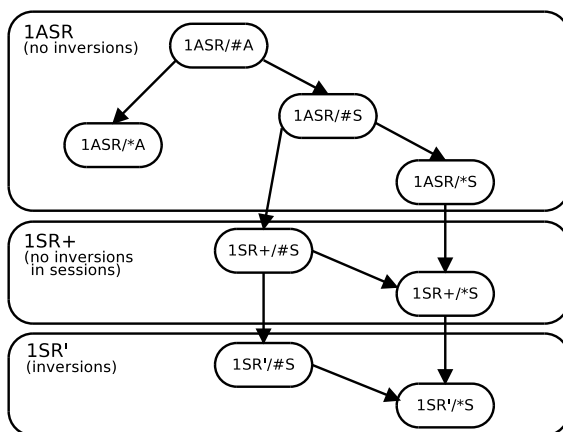 1ASR
(no inversions)
1ASR/#A
1ASR/#S
1ASR/*A
1ASR/*S
1SR+
(no inversions
in sessions)
1SR+/#S
1SR+/*S
1SR'
(inversions)
1SR'/#S
1SR'/*S